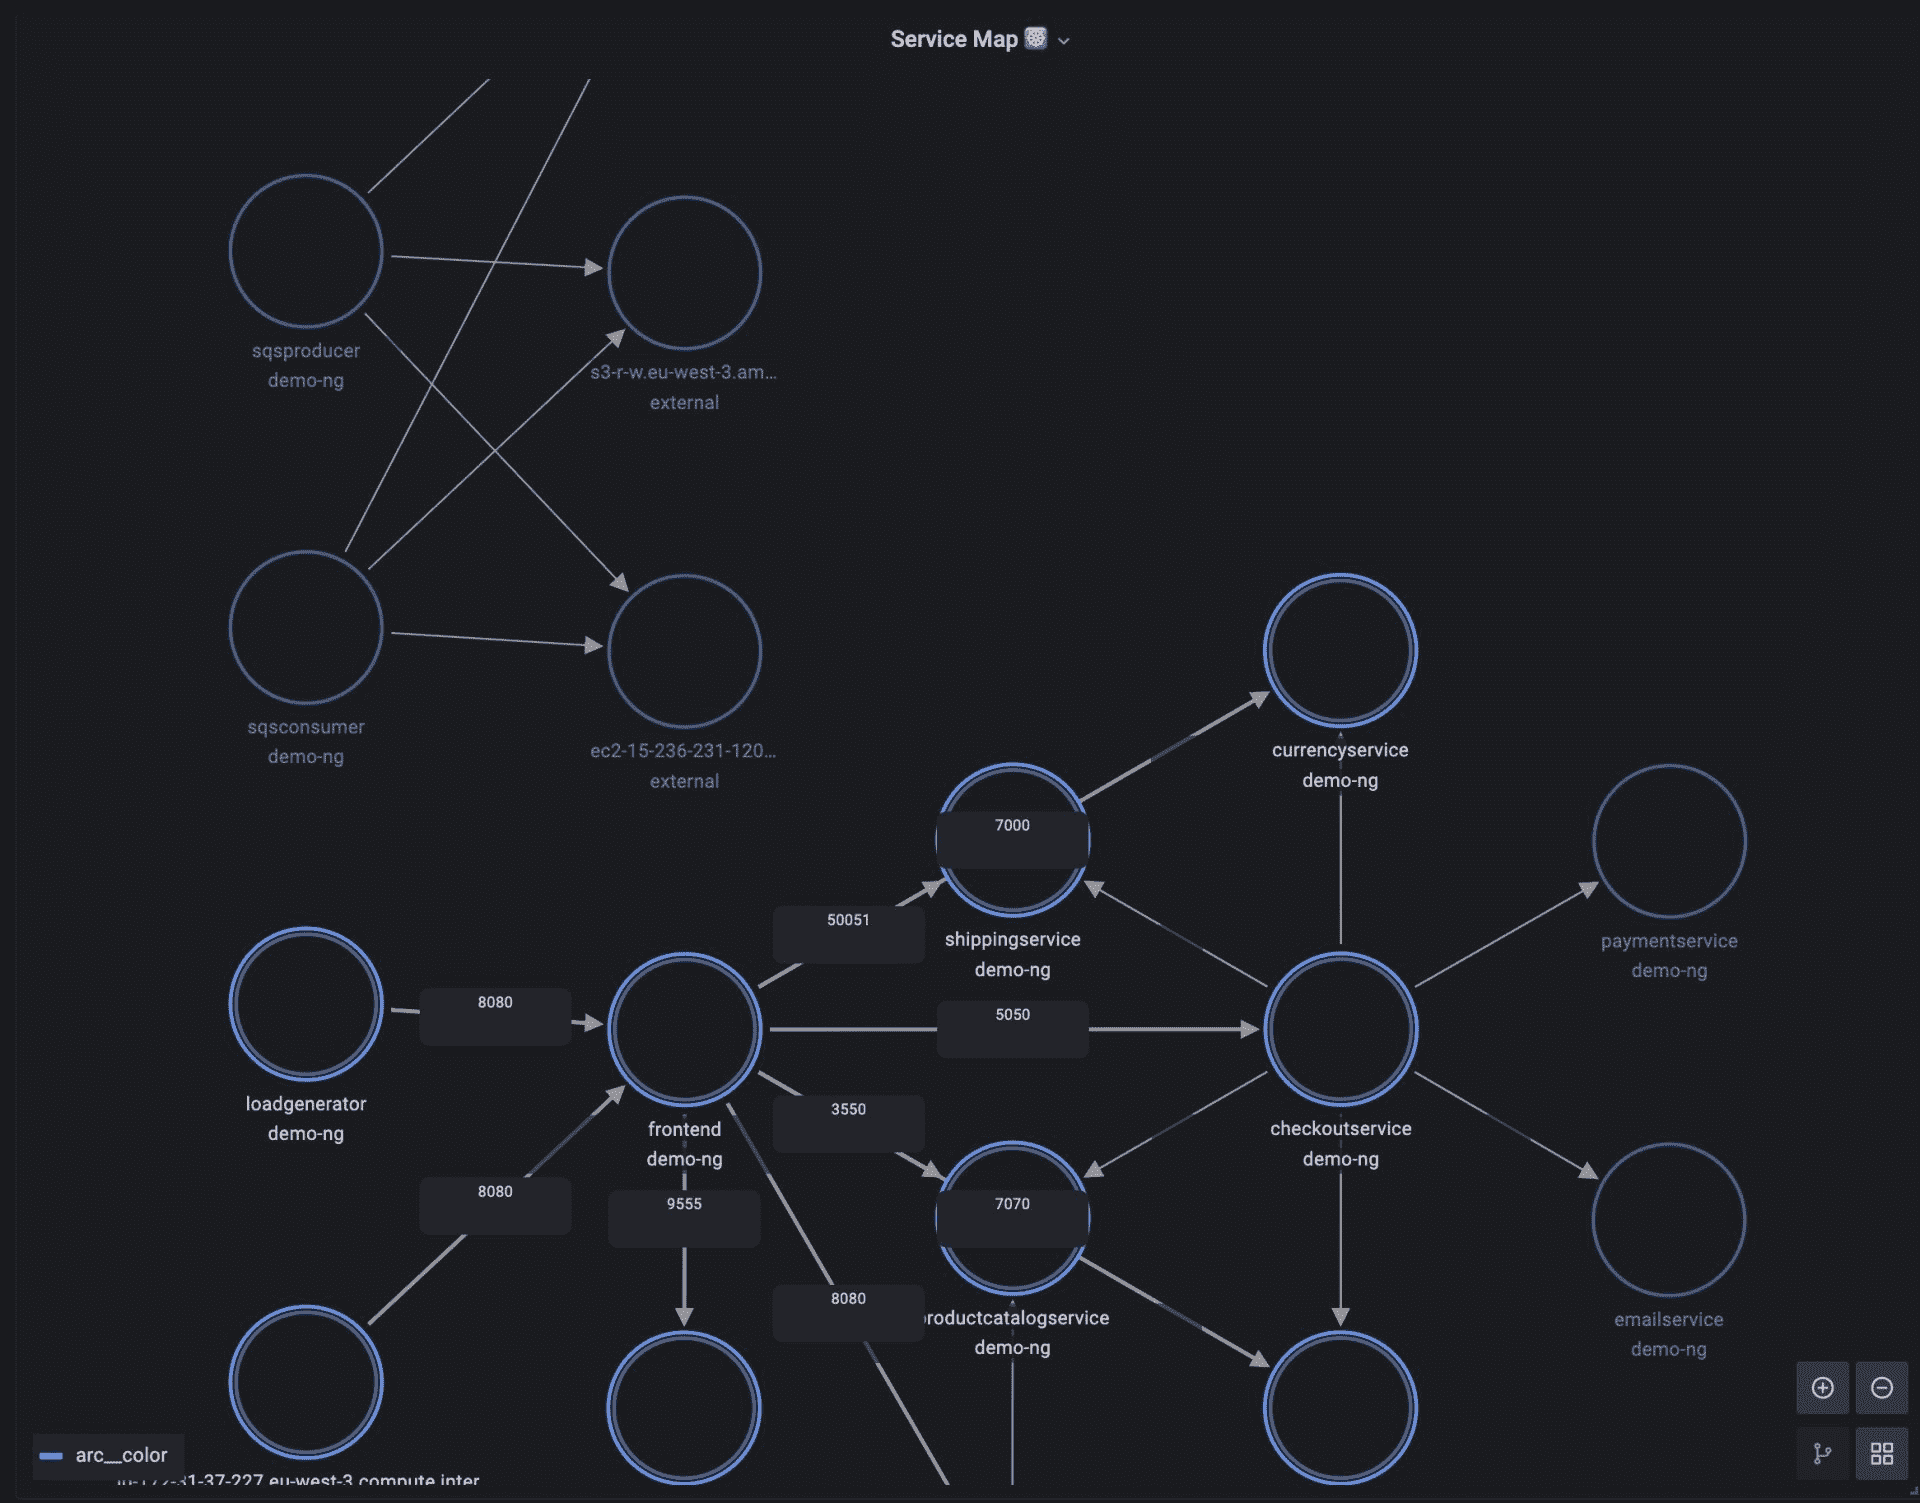 Service Map
sqsproducer
demo-ng
s3-r-w.eu-west-3.am...
external
sqsconsumer
demo-ng
ec2-15-236-231-120...
external
currencyservice
demo-ng
7000
shippingservice
demo-ng
paymentservice
demo-ng
50051
8080
loadgenerator
demo-ng
frontend
demo-ng
5050
checkoutservice
demo-ng
3550
8080
9555
7070
8080
roductcatalogservice
demo-ng
emailservice
demo-ng
arc__color
172-31-37-227.eu-west-3.compute.inter